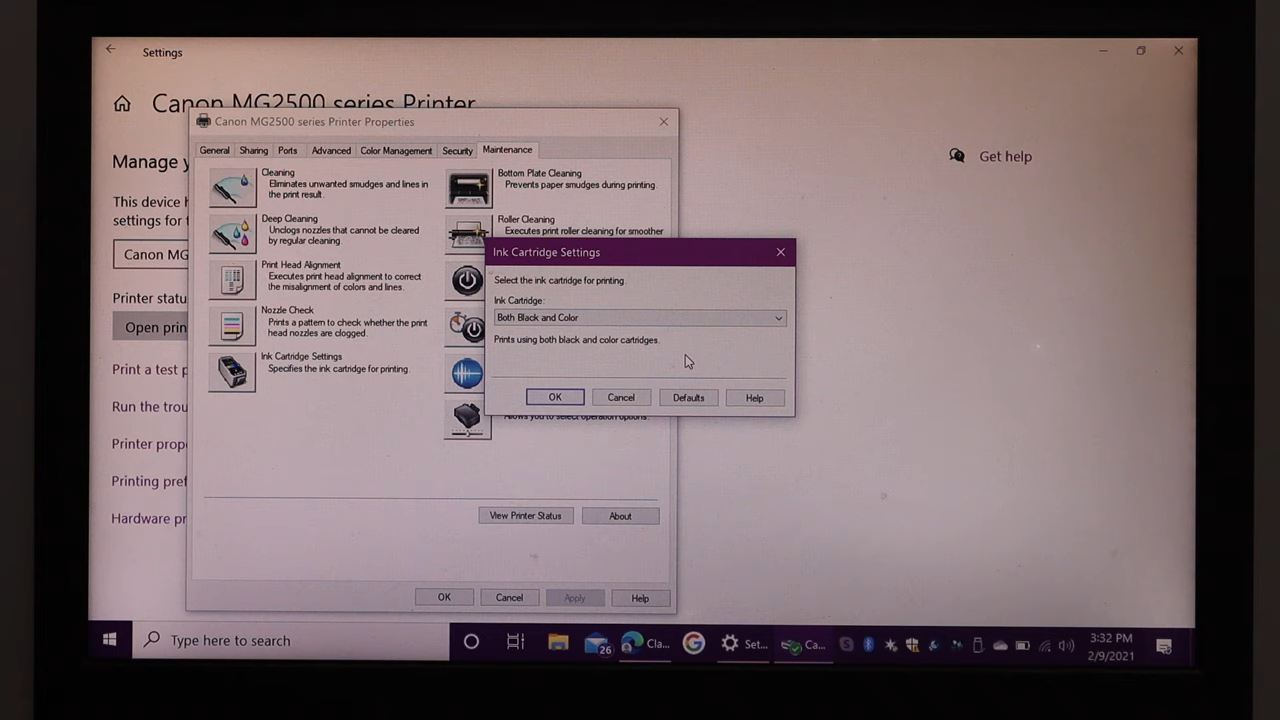 Settings
Canon MG2500 series Printer
Get help
Manage y
This device h
settings for
Canon MG
Printer statu
Open prin
Print a test p
Run the trou
Printer prop
Printing pref
Hardware pr
Canon MG2500 series Printer Properties
General Sharing Ports Advanced Color Management Security Maintenance
Cleaning
Eliminates unwanted smudges and lines in
the print result.
Deep Cleaning
Unclogs nozzles that cannot be cleared
by regular cleaning.
Print Head Alignment
Executes print head alignment to correct
the misalignment of colors and lines.
Nozzle Check
Prints a pattern to check whether the print
head nozzles are clogged.
Ink Cartridge Settings
Specifies the ink cartridge for printing.
Bottom Plate Cleaning
Prevents paper smudges during printing.
Roller Cleaning
Executes print roller cleaning for smoother
Ink Cartridge Settings
Select the ink cartridge for printing.
Ink Cartridge:
Both Black and Color
Prints using both black and color cartridges.
OK Cancel Defaults Help
Allows you to select operation options.
View Printer Status About
OK Cancel Apply Help
Type here to search
26
Cla...
G
Set...
Ca...
3:32 PM
2/9/2021